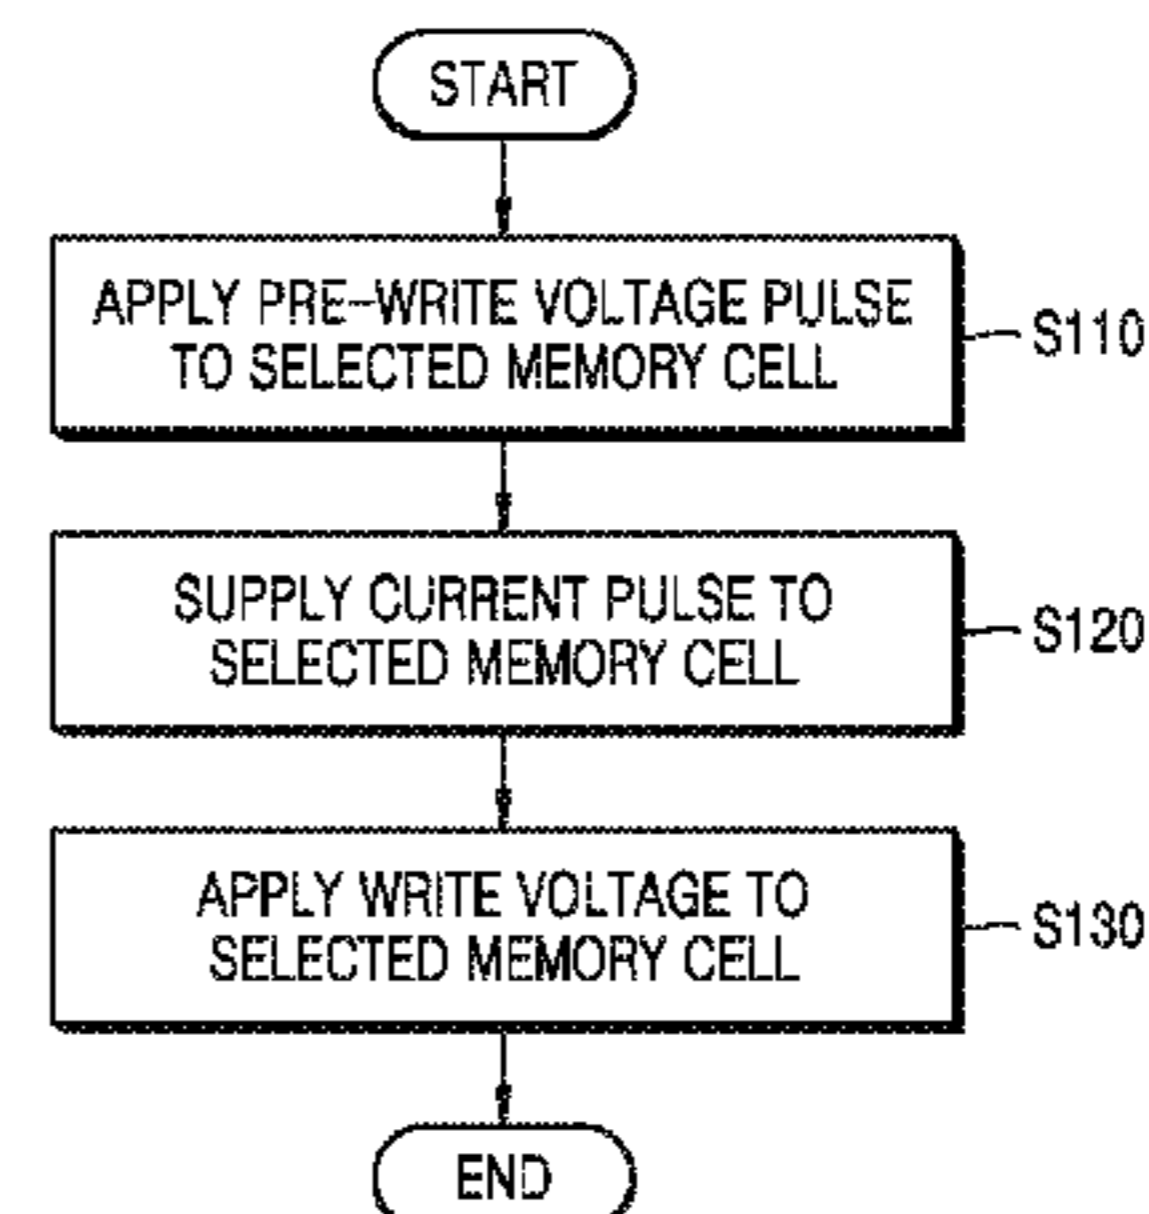 START
APPLY PRE-WRITE VOLTAGE PULSE
TO SELECTED MEMORY CELL
S110
SUPPLY CURRENT PULSE TO
SELECTED MEMORY CELL
S120
APPLY WRITE VOLTAGE TO
SELECTED MEMORY CELL
S130
END